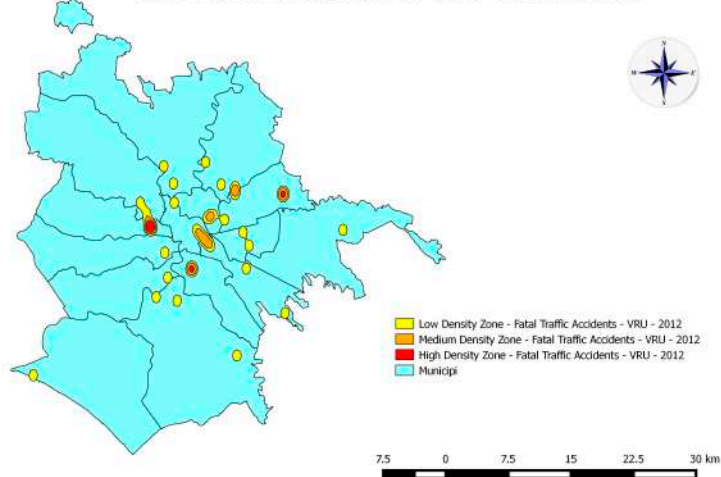 N
W E
S
Low Density Zone - Fatal Traffic Accidents - VRU - 2012
Medium Density Zone - Fatal Traffic Accidents - VRU - 2012
High Density Zone - Fatal Traffic Accidents - VRU - 2012
Municipi
7.5 0 7.5 15 22.5 30 km